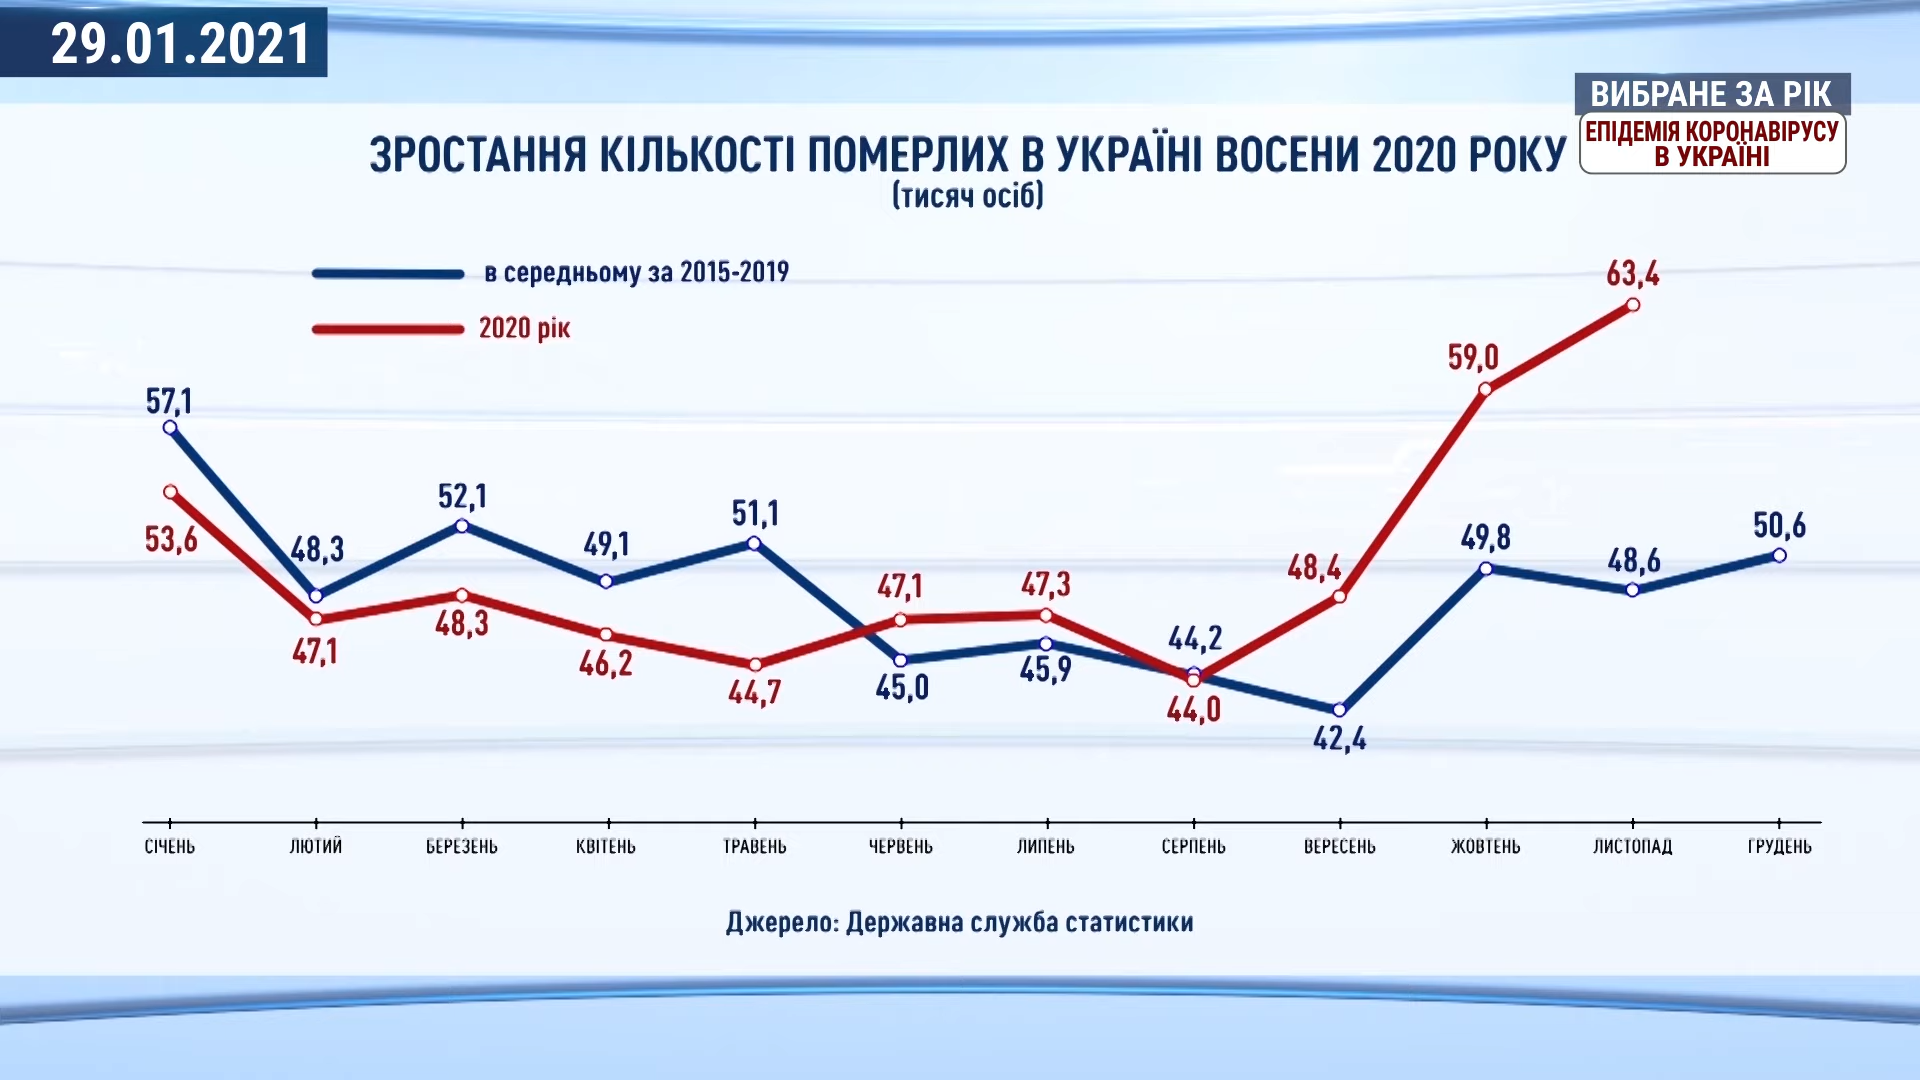 29.01.2021
ВИБРАНЕ ЗА РІК
ЕПІДЕМІЯ КОРОНАВІРУСУ
В УКРАЇНІ
ЗРОСТАННЯ КІЛЬКОСТІ ПОМЕРЛИХ В УКРАЇНІ ВОСЕНИ 2020 РОКУ
(тисяч осіб)
в середньому за 2015-2019
2020 рік
57,1
48,3
52,1
49,1
51,1
45,0
45,9
44,2
42,4
49,8
48,6
50,6
53,6
47,1
48,3
46,2
44,7
47,1
47,3
44,0
48,4
59,0
63,4
СІЧЕНЬ
ЛЮТИЙ
БЕРЕЗЕНЬ
КВІТЕНЬ
ТРАВЕНЬ
ЧЕРВЕНЬ
ЛИПЕНЬ
СЕРПЕНЬ
ВЕРЕСЕНЬ
ЖОВТЕНЬ
ЛИСТОПАД
ГРУДЕНЬ
Джерело: Державна служба статистики